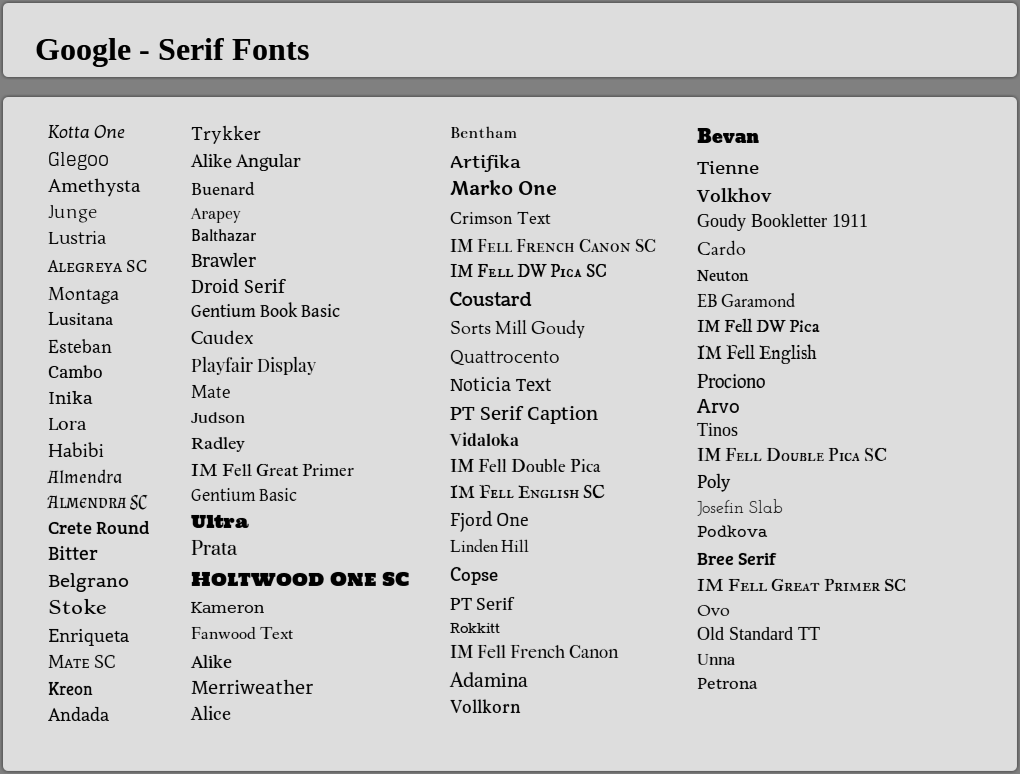 Google - Serif Fonts
Kotta One
Glegoo
Amethysta
Junge
Lustria
Alegreya SC
Montaga
Lusitana
Esteban
Cambo
Inika
Lora
Habibi
Almendra
Almendra SC
Crete Round
Bitter
Belgrano
Stoke
Enriqueta
Mate SC
Kreon
Andada
Trykker
Alike Angular
Buenard
Arapey
Balthazar
Brawler
Droid Serif
Gentium Book Basic
Caudex
Playfair Display
Mate
Judson
Radley
IM Fell Great Primer
Gentium Basic
Ultra
Prata
Holtwood One SC
Kameron
Fanwood Text
Alike
Merriweather
Alice
Bentham
Artifika
Marko One
Crimson Text
IM Fell French Canon SC
IM Fell DW Pica SC
Coustard
Sorts Mill Goudy
Quattrocento
Noticia Text
PT Serif Caption
Vidaloka
IM Fell Double Pica
IM Fell English SC
Fjord One
Linden Hill
Copse
PT Serif
Rokkitt
IM Fell French Canon
Adamina
Vollkorn
Bevan
Tienne
Volkhov
Goudy Bookletter 1911
Cardo
Neuton
EB Garamond
IM Fell DW Pica
IM Fell English
Prociono
Arvo
Tinos
IM Fell Double Pica SC
Poly
Josefin Slab
Podkova
Bree Serif
IM Fell Great Primer SC
Ovo
Old Standard TT
Unna
Petrona